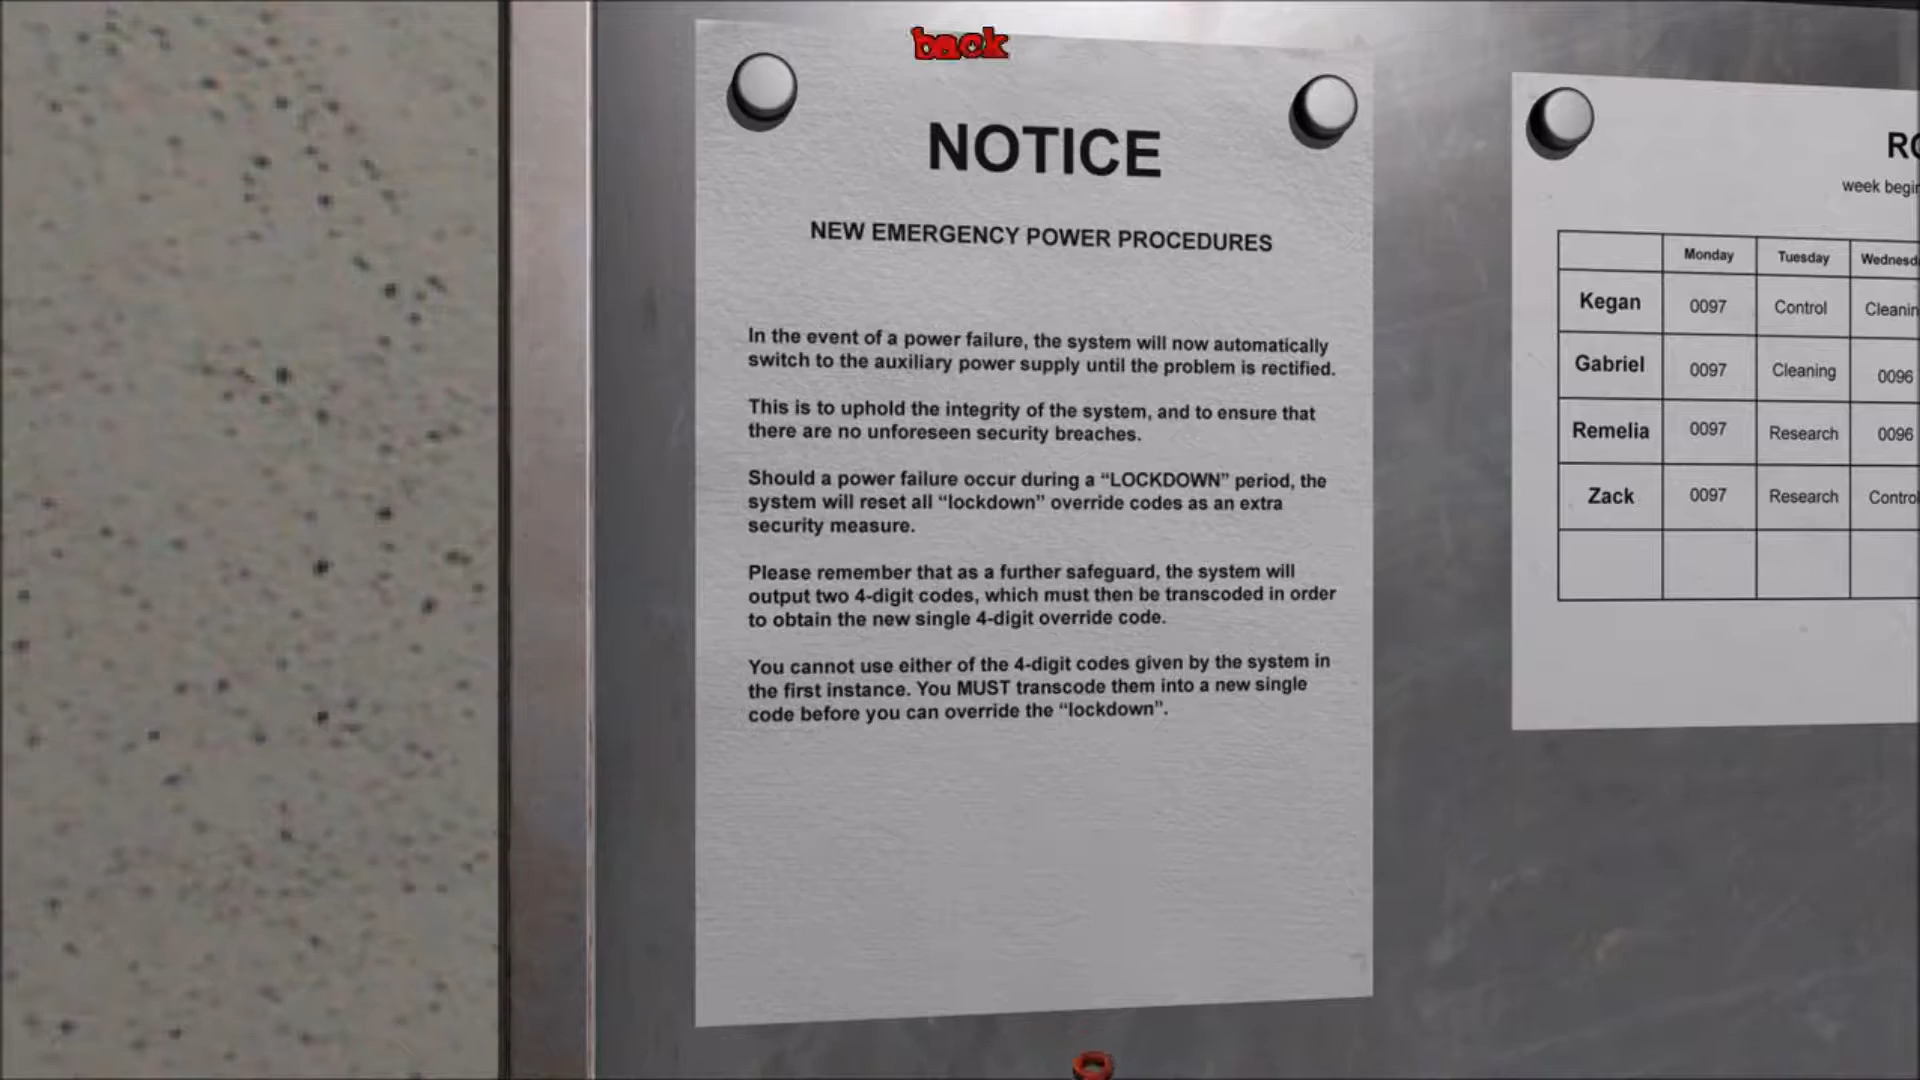 back
NOTICE
NEW EMERGENCY POWER PROCEDURES
In the event of a power failure, the system will now automatically
switch to the auxiliary power supply until the problem is rectified.
This is to uphold the integrity of the system, and to ensure that
there are no unforeseen security breaches.
Should a power failure occur during a “LOCKDOWN” period, the
system will reset all “lockdown” override codes as an extra
security measure.
Please remember that as a further safeguard, the system will
output two 4-digit codes, which must then be transcoded in order
to obtain the new single 4-digit override code.
You cannot use either of the 4-digit codes given by the system in
the first instance. You MUST transcode them into a new single
code before you can override the “lockdown”.
week
Monday Tuesday
Kegan 0097 Control
Gabriel 0097 Cleaning 0096
Remelia 0097 Research 0096
Zack 0097 Research